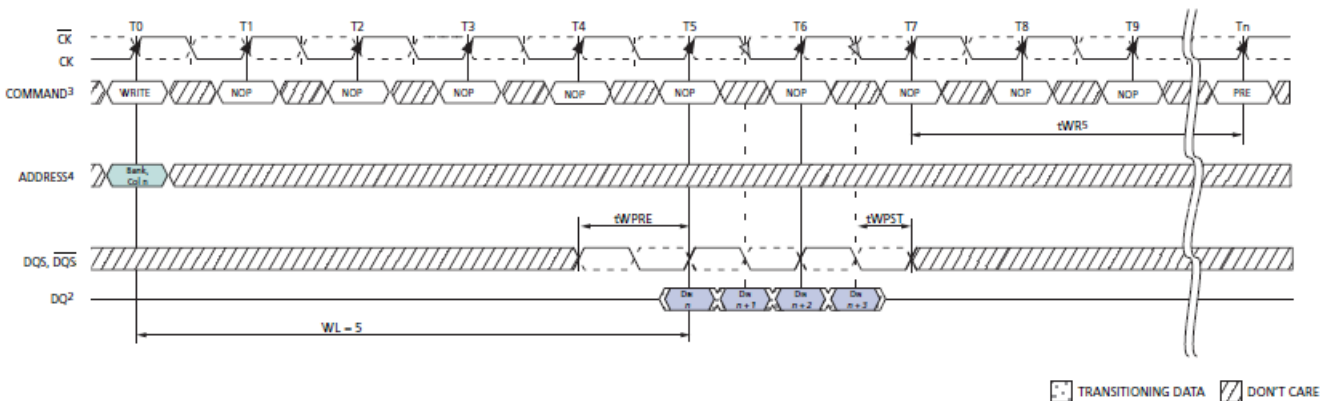 T0 T1 T2 T3 T4 T5 T6 T7 T8 T9 Tn
CK
CK
COMMAND3 WRITE NOP NOP NOP NOP NOP NOP NOP NOP NOP PRE
tWR5
ADDRESS4 Bank,
Col n
tWPRE tWPST
DQS, DQS
DQ2 Din Din Din Din
n n+1 n+2 n+3
WL = 5
TRANSITIONING DATA DON'T CARE